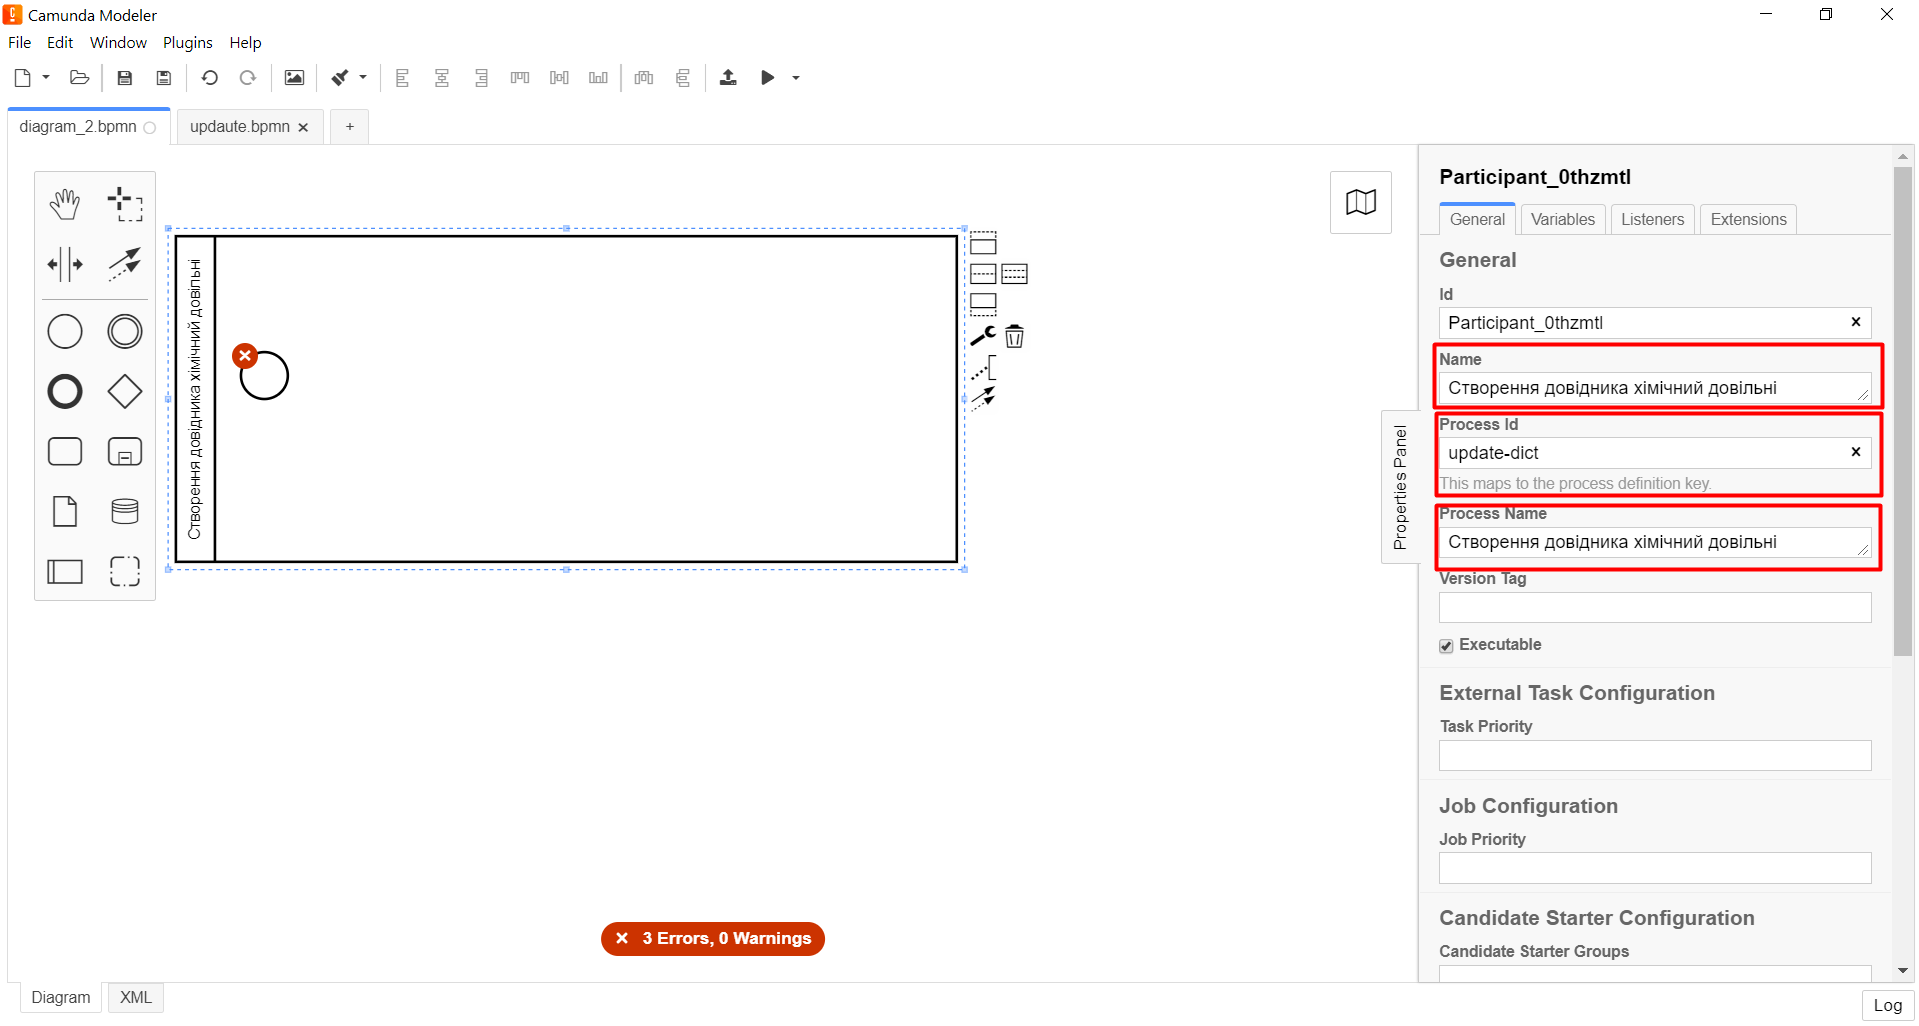 Camunda Modeler
File Edit Window Plugins Help
diagram_2.bpmn updaute.bpmn +
Створення довідника хімічний довільні
3 Errors, 0 Warnings
Diagram XML
Properties Panel
Participant_0thzmtl
General Variables Listeners Extensions
General
Id
Participant_0thzmtl
Name
Створення довідника хімічний довільні
Process Id
update-dict
This maps to the process definition key.
Process Name
Створення довідника хімічний довільні
Version Tag
Executable
External Task Configuration
Task Priority
Job Configuration
Job Priority
Candidate Starter Configuration
Candidate Starter Groups
Log